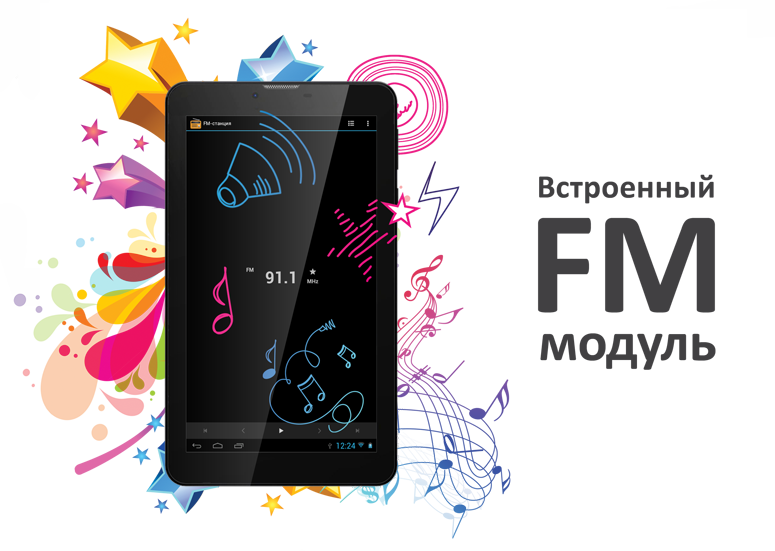 FM-станция
Встроенный
FM
модуль
FM 91.1 MHz
12:24